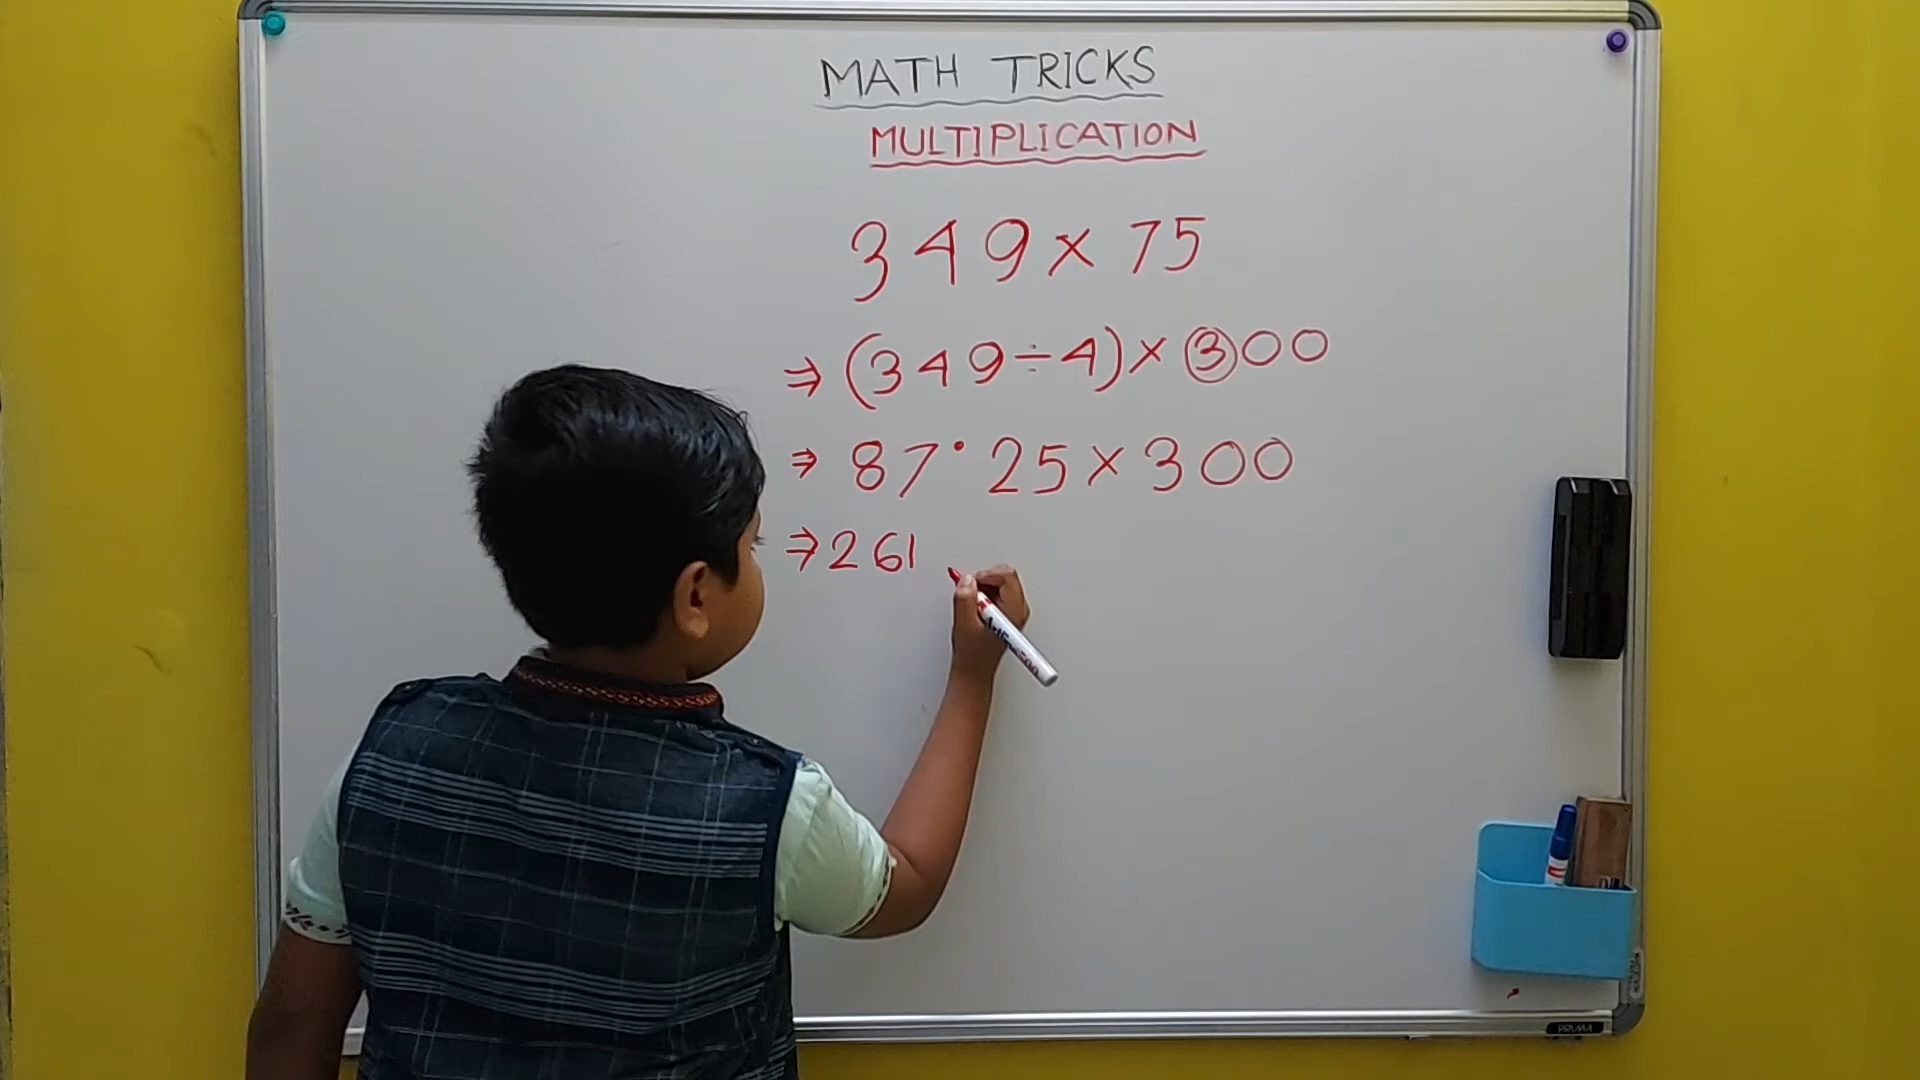 MATH TRICKS
MULTIPLICATION
349 × 75
⇒ (349 ÷ 4) × 300
⇒ 87·25 × 300
⇒ 261